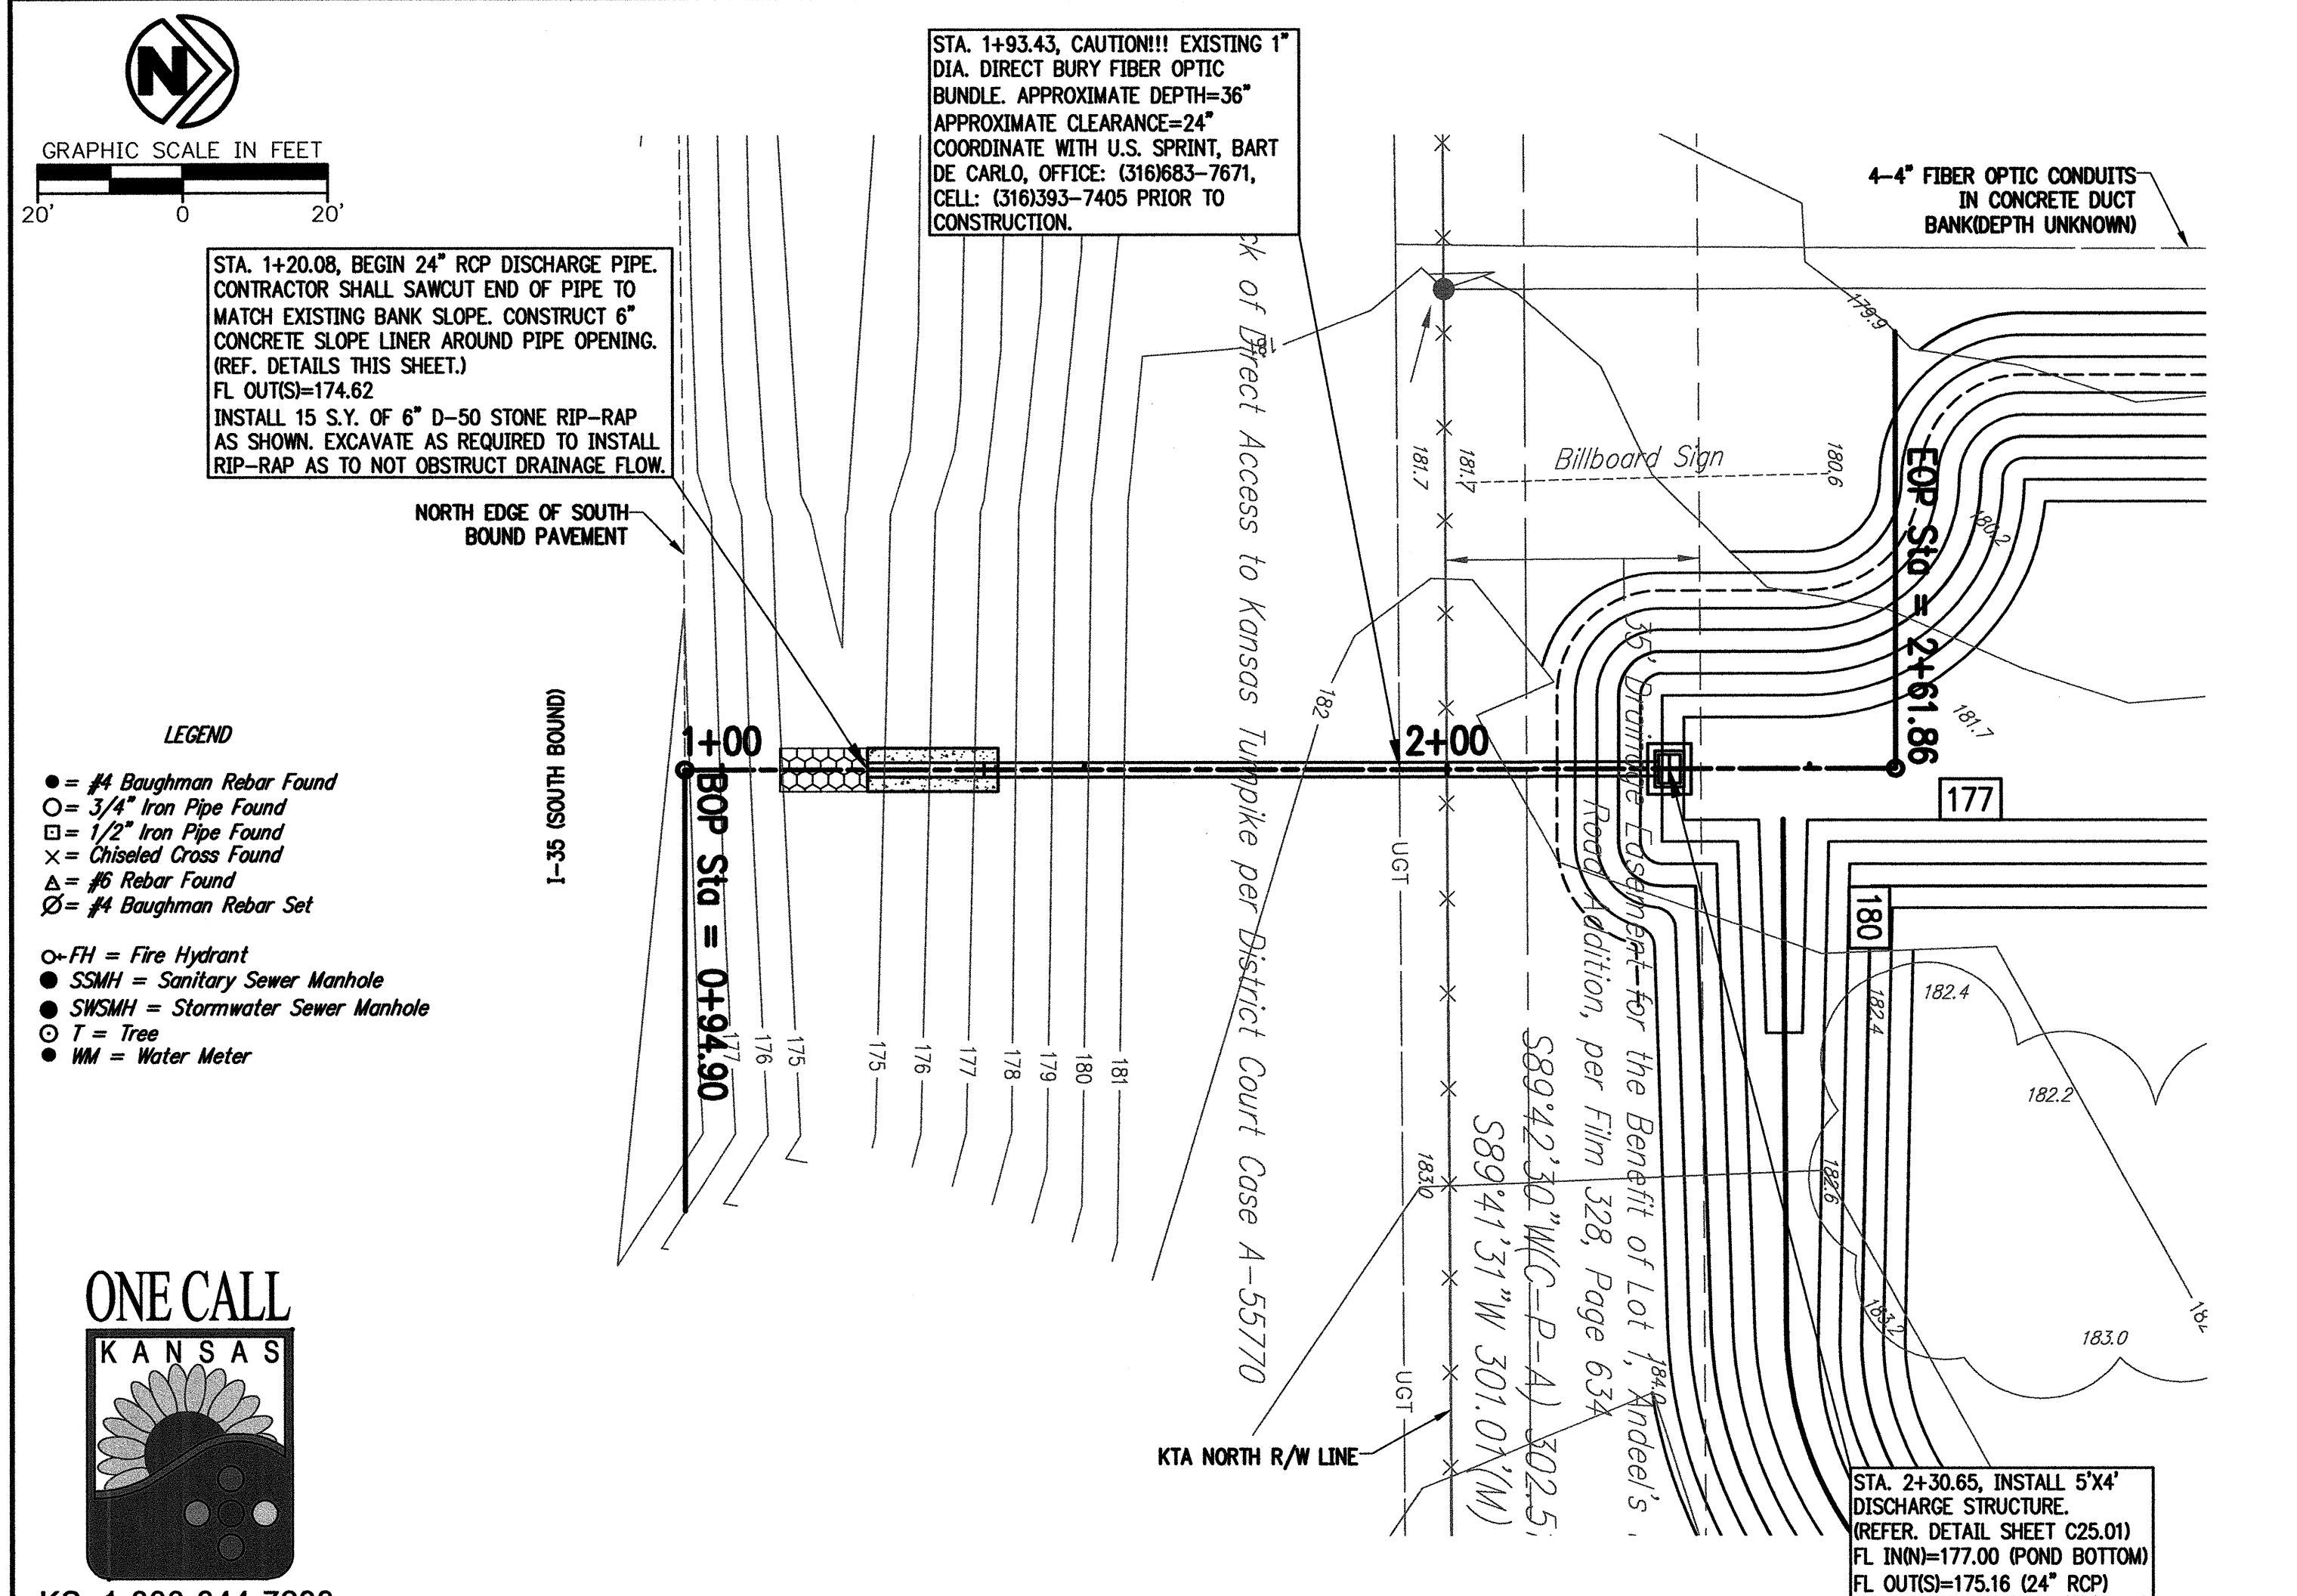 N
GRAPHIC SCALE IN FEET
20' 0 20'
STA. 1+93.43, CAUTION!!! EXISTING 1"
DIA. DIRECT BURY FIBER OPTIC
BUNDLE. APPROXIMATE DEPTH=36"
APPROXIMATE CLEARANCE=24"
COORDINATE WITH U.S. SPRINT, BART
DE CARLO, OFFICE: (316)683-7671,
CELL: (316)393-7405 PRIOR TO
CONSTRUCTION.
4-4" FIBER OPTIC CONDUITS
IN CONCRETE DUCT
BANK(DEPTH UNKNOWN)
STA. 1+20.08, BEGIN 24" RCP DISCHARGE PIPE.
CONTRACTOR SHALL SAWCUT END OF PIPE TO
MATCH EXISTING BANK SLOPE. CONSTRUCT 6"
CONCRETE SLOPE LINER AROUND PIPE OPENING.
(REF. DETAILS THIS SHEET.)
FL OUT(S)=174.62
INSTALL 15 S.Y. OF 6" D-50 STONE RIP-RAP
AS SHOWN. EXCAVATE AS REQUIRED TO INSTALL
RIP-RAP AS TO NOT OBSTRUCT DRAINAGE FLOW.
NORTH EDGE OF SOUTH
BOUND PAVEMENT
I-35 (SOUTH BOUND)
1+00
BOP Sta = 0+94.90
2+00
EOP Sta = 2+61.86
179.9
181.7
181.7
Billboard Sign
180.6
180.2
181.7
182
177
180
of Direct Access to Kansas Turnpike per District Court Case A-55770
UGT
UGT
35' Drainage Easement for the Benefit of Lot 1, Andeel's
Road Addition, per Film 328, Page 634
S89°42'30"W(C-P-A) 302.5
S89°41'31"W 301.01'(M)
177
176
175
175
176
177
178
179
180
181
182.4
182.4
182.2
182.6
183.0
183.2
183.0
LEGEND
= #4 Baughman Rebar Found
= 3/4" Iron Pipe Found
= 1/2" Iron Pipe Found
= Chiseled Cross Found
= #6 Rebar Found
= #4 Baughman Rebar Set
FH = Fire Hydrant
SSMH = Sanitary Sewer Manhole
SWSMH = Stormwater Sewer Manhole
T = Tree
WM = Water Meter
ONE CALL
KANSAS
KTA NORTH R/W LINE
STA. 2+30.65, INSTALL 5'X4'
DISCHARGE STRUCTURE.
(REFER. DETAIL SHEET C25.01)
FL IN(N)=177.00 (POND BOTTOM)
FL OUT(S)=175.16 (24" RCP)